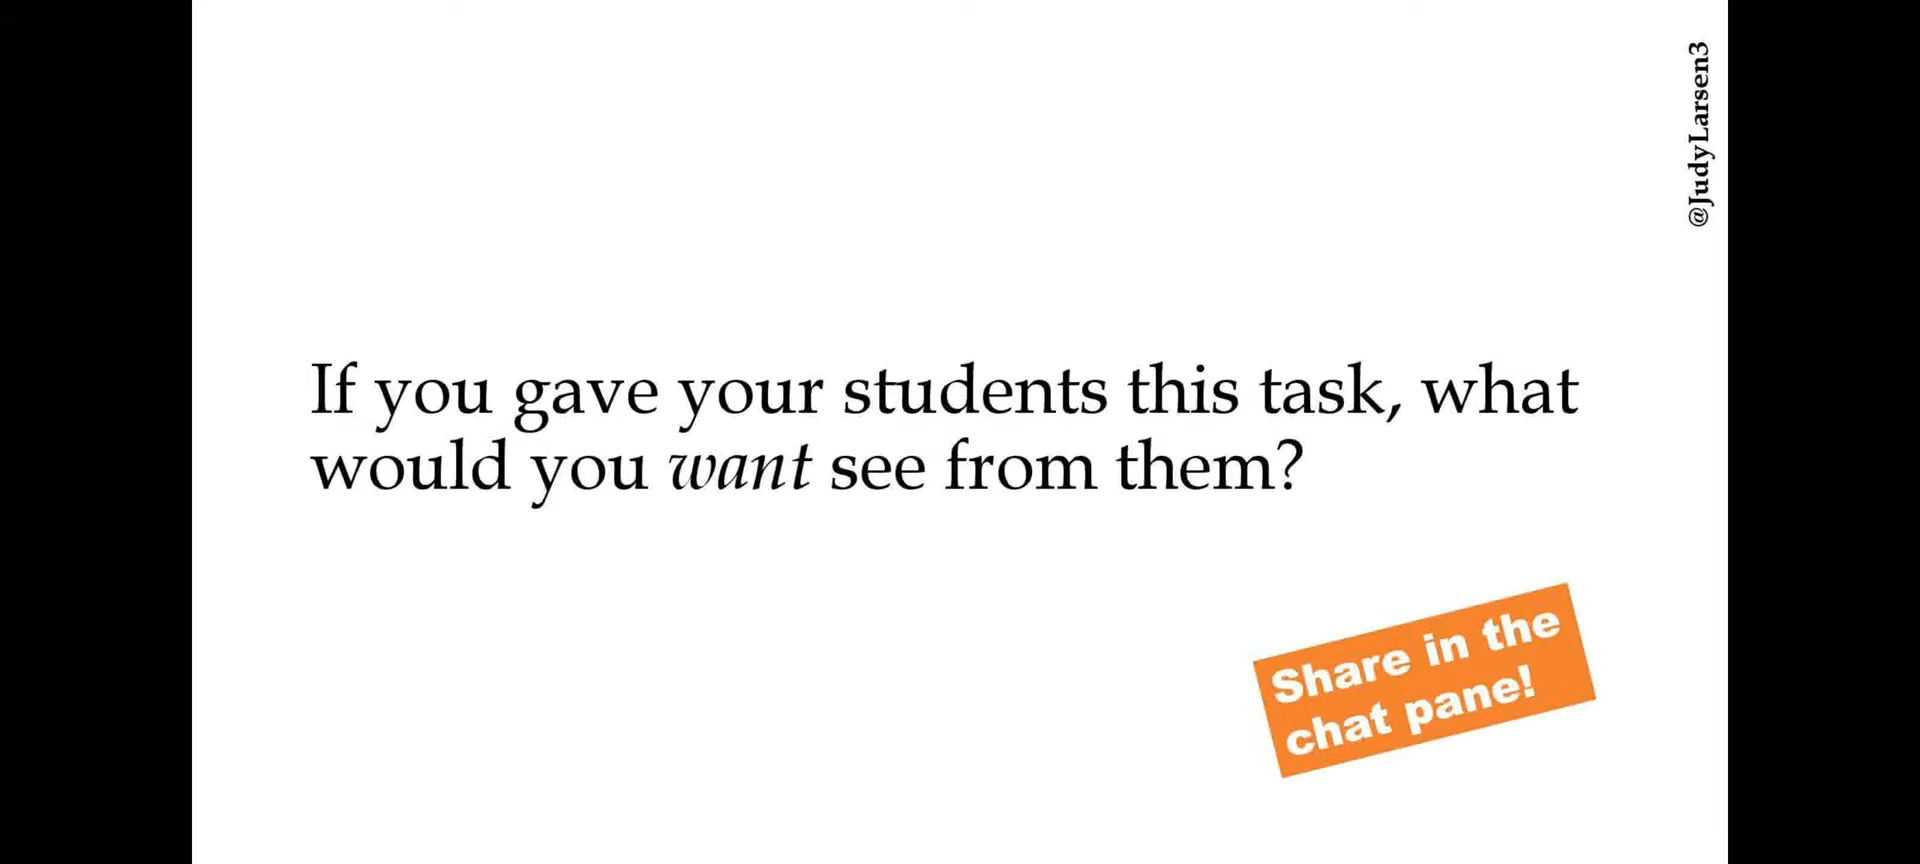 @JudyLarsen3
If you gave your students this task, what
would you want see from them?
Share in the
chat pane!